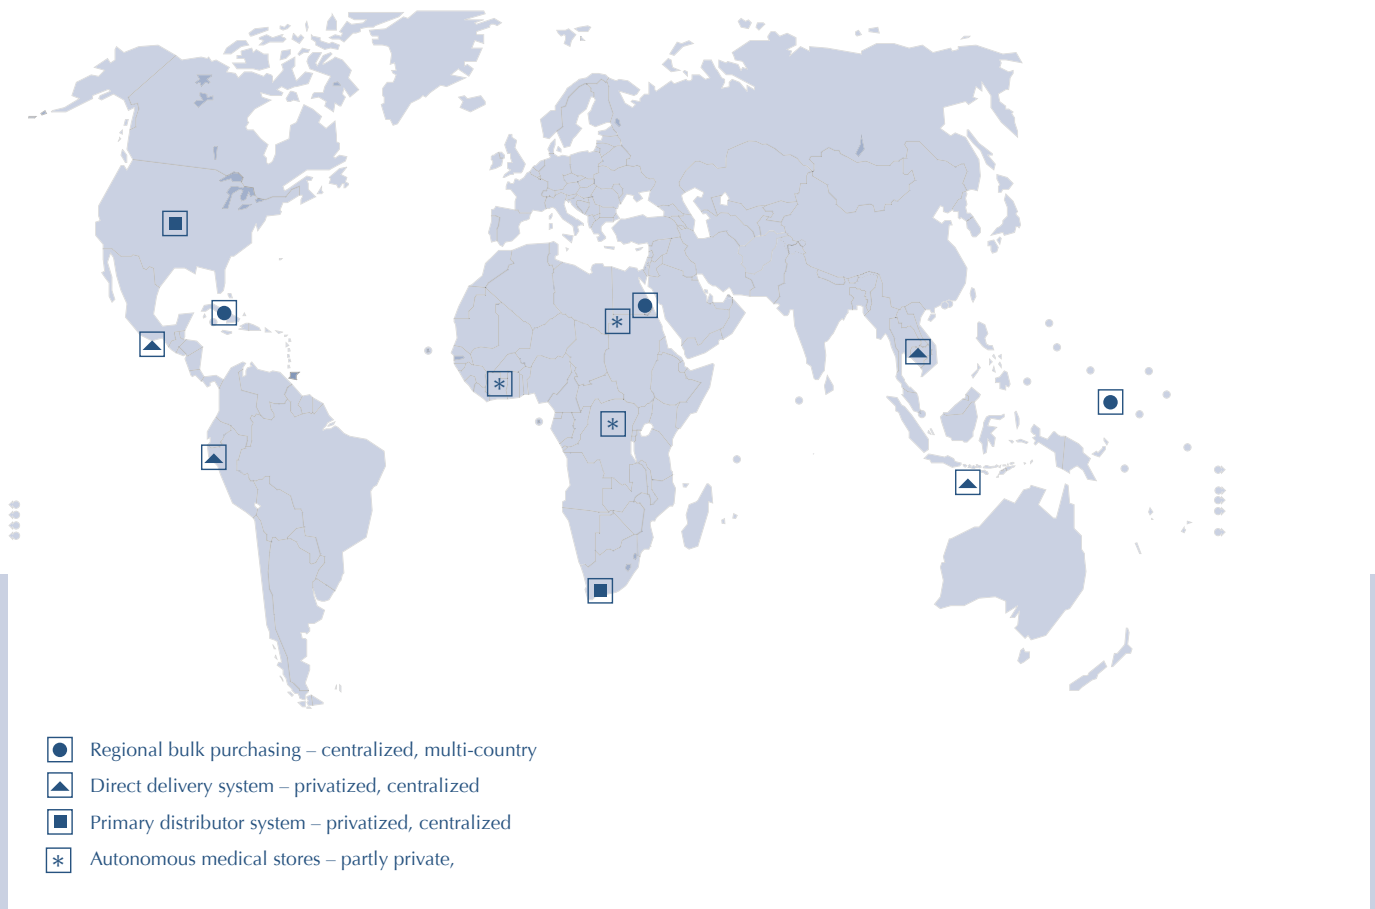 Regional bulk purchasing – centralized, multi-country
Direct delivery system – privatized, centralized
Primary distributor system – privatized, centralized
Autonomous medical stores – partly private,